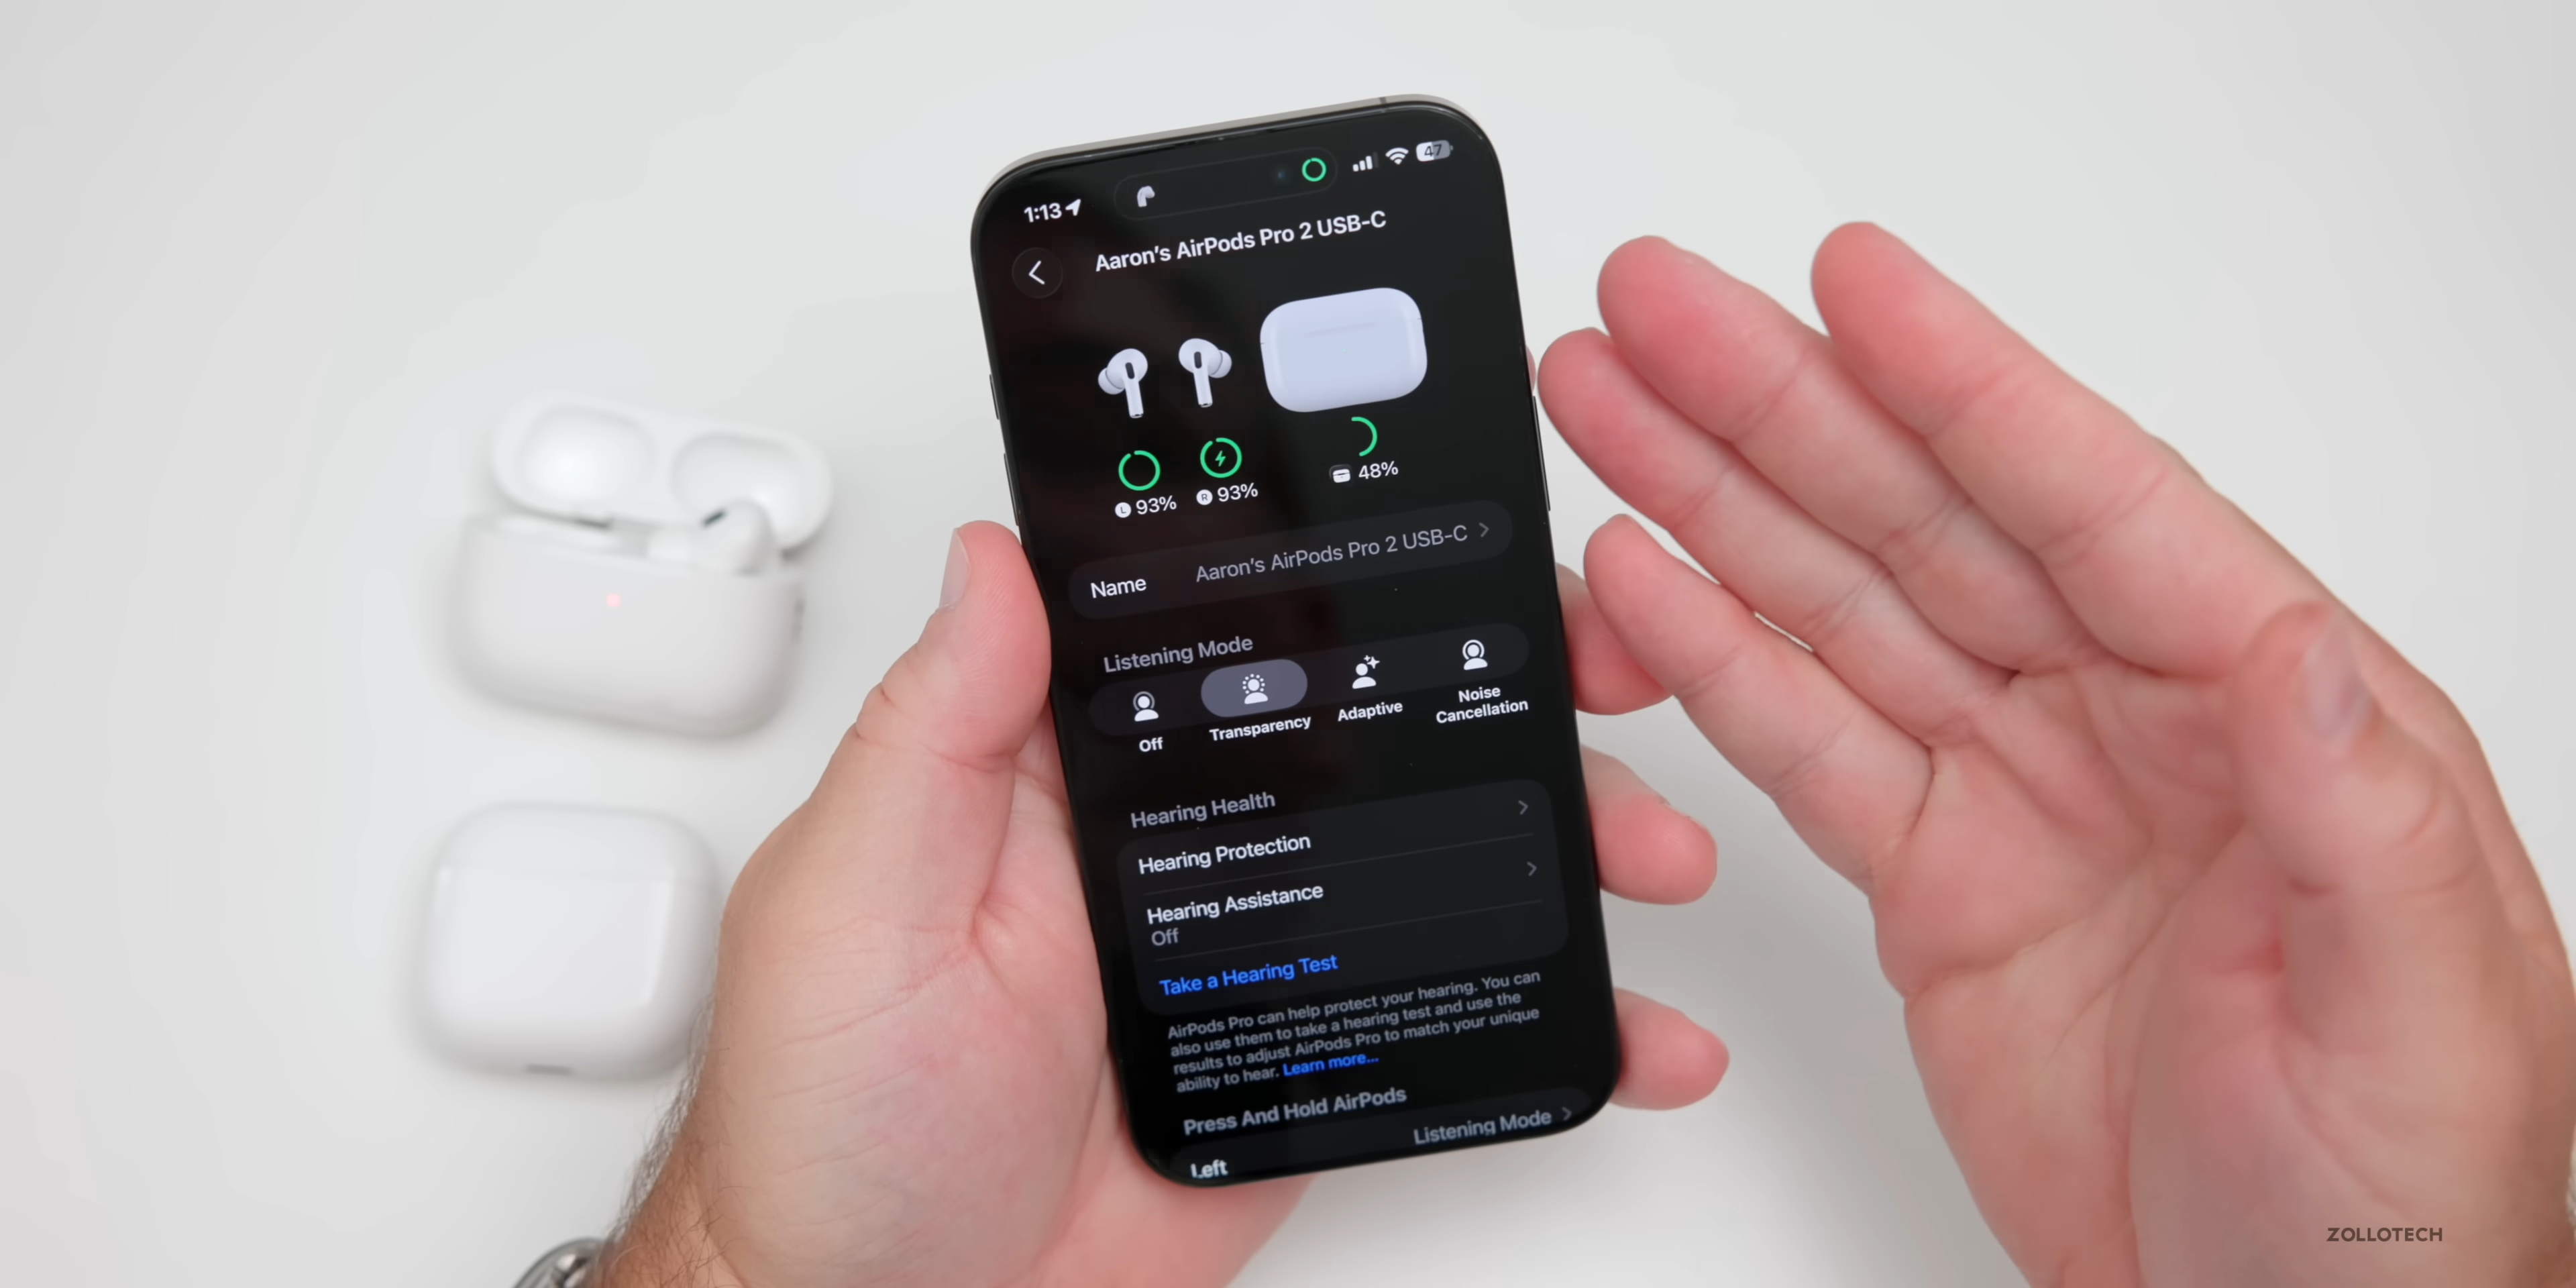 1:13
47
Aaron's AirPods Pro 2 USB-C
L 93%
R 93%
48%
Name
Aaron's AirPods Pro 2 USB-C
Listening Mode
Off
Transparency
Adaptive
Noise
Cancellation
Hearing Health
Hearing Protection
Hearing Assistance
Off
Take a Hearing Test
AirPods Pro can help protect your hearing. You can
also use them to take a hearing test and use the
results to adjust AirPods Pro to match your unique
ability to hear. Learn more...
Press And Hold AirPods
Left
Listening Mode
ZOLLOTECH